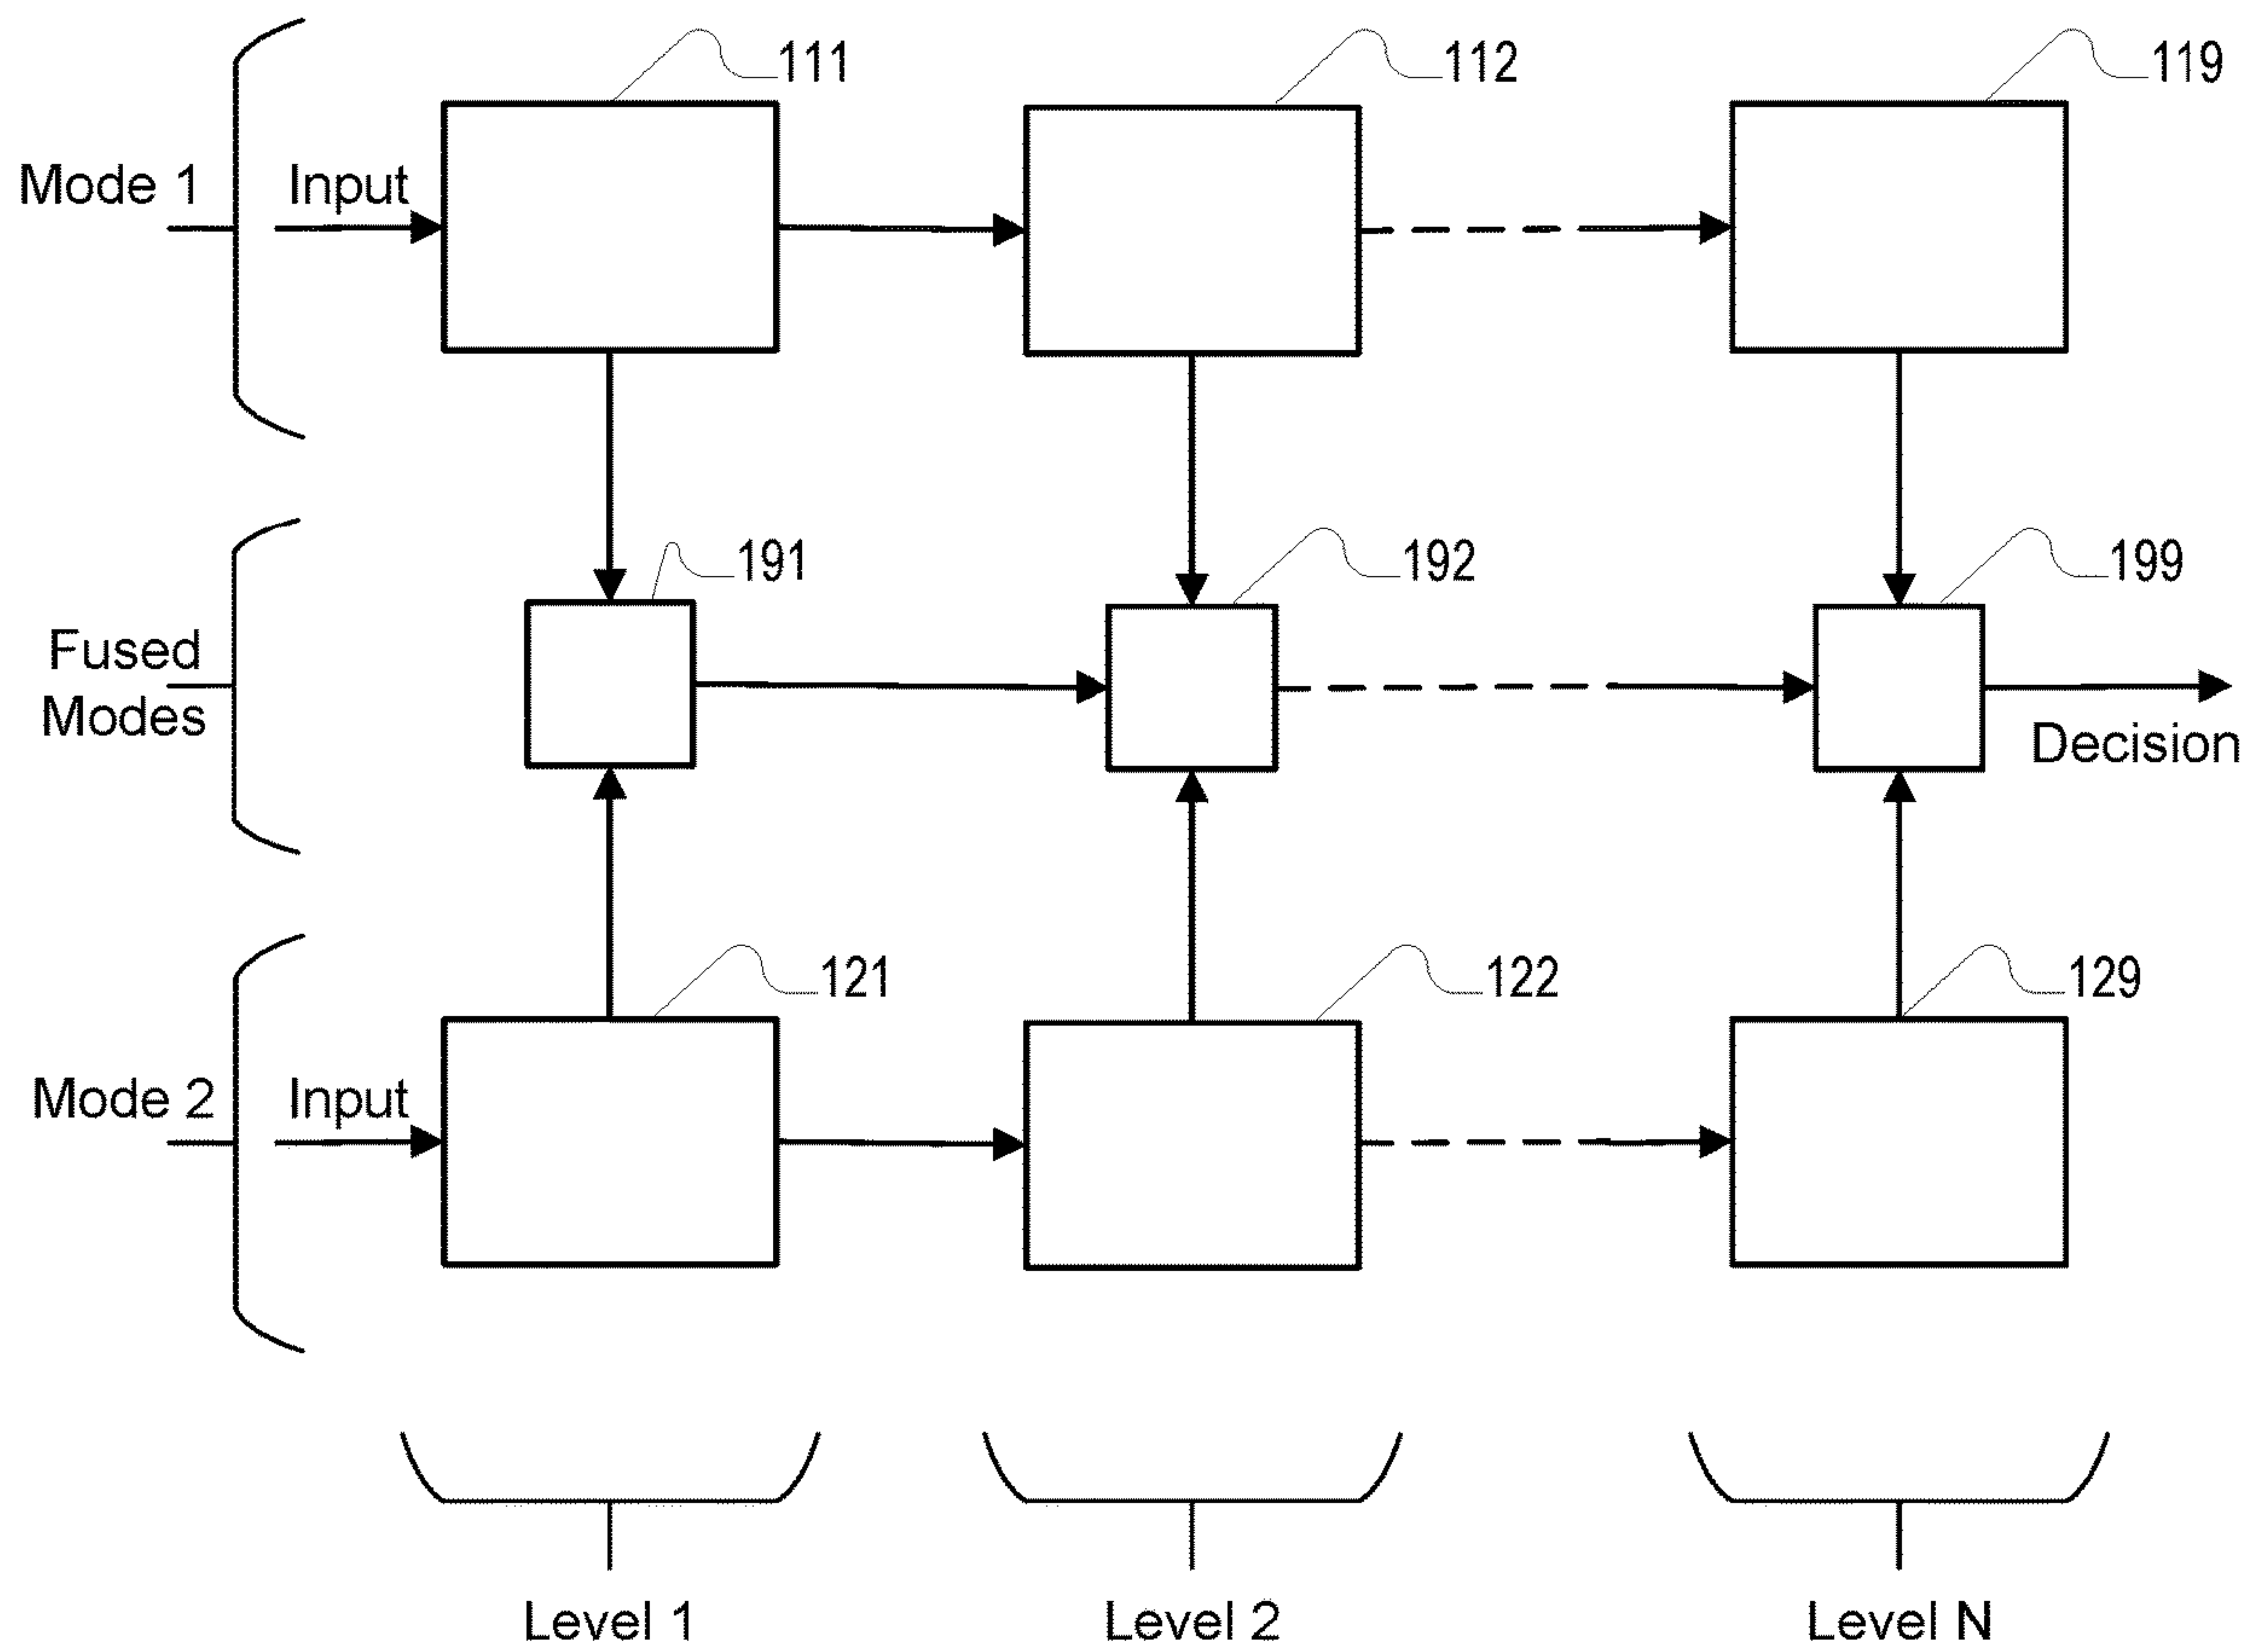 111
112
119
Mode 1
Input
191
192
199
Fused
Modes
Decision
121
122
129
Mode 2
Input
Level 1
Level 2
Level N